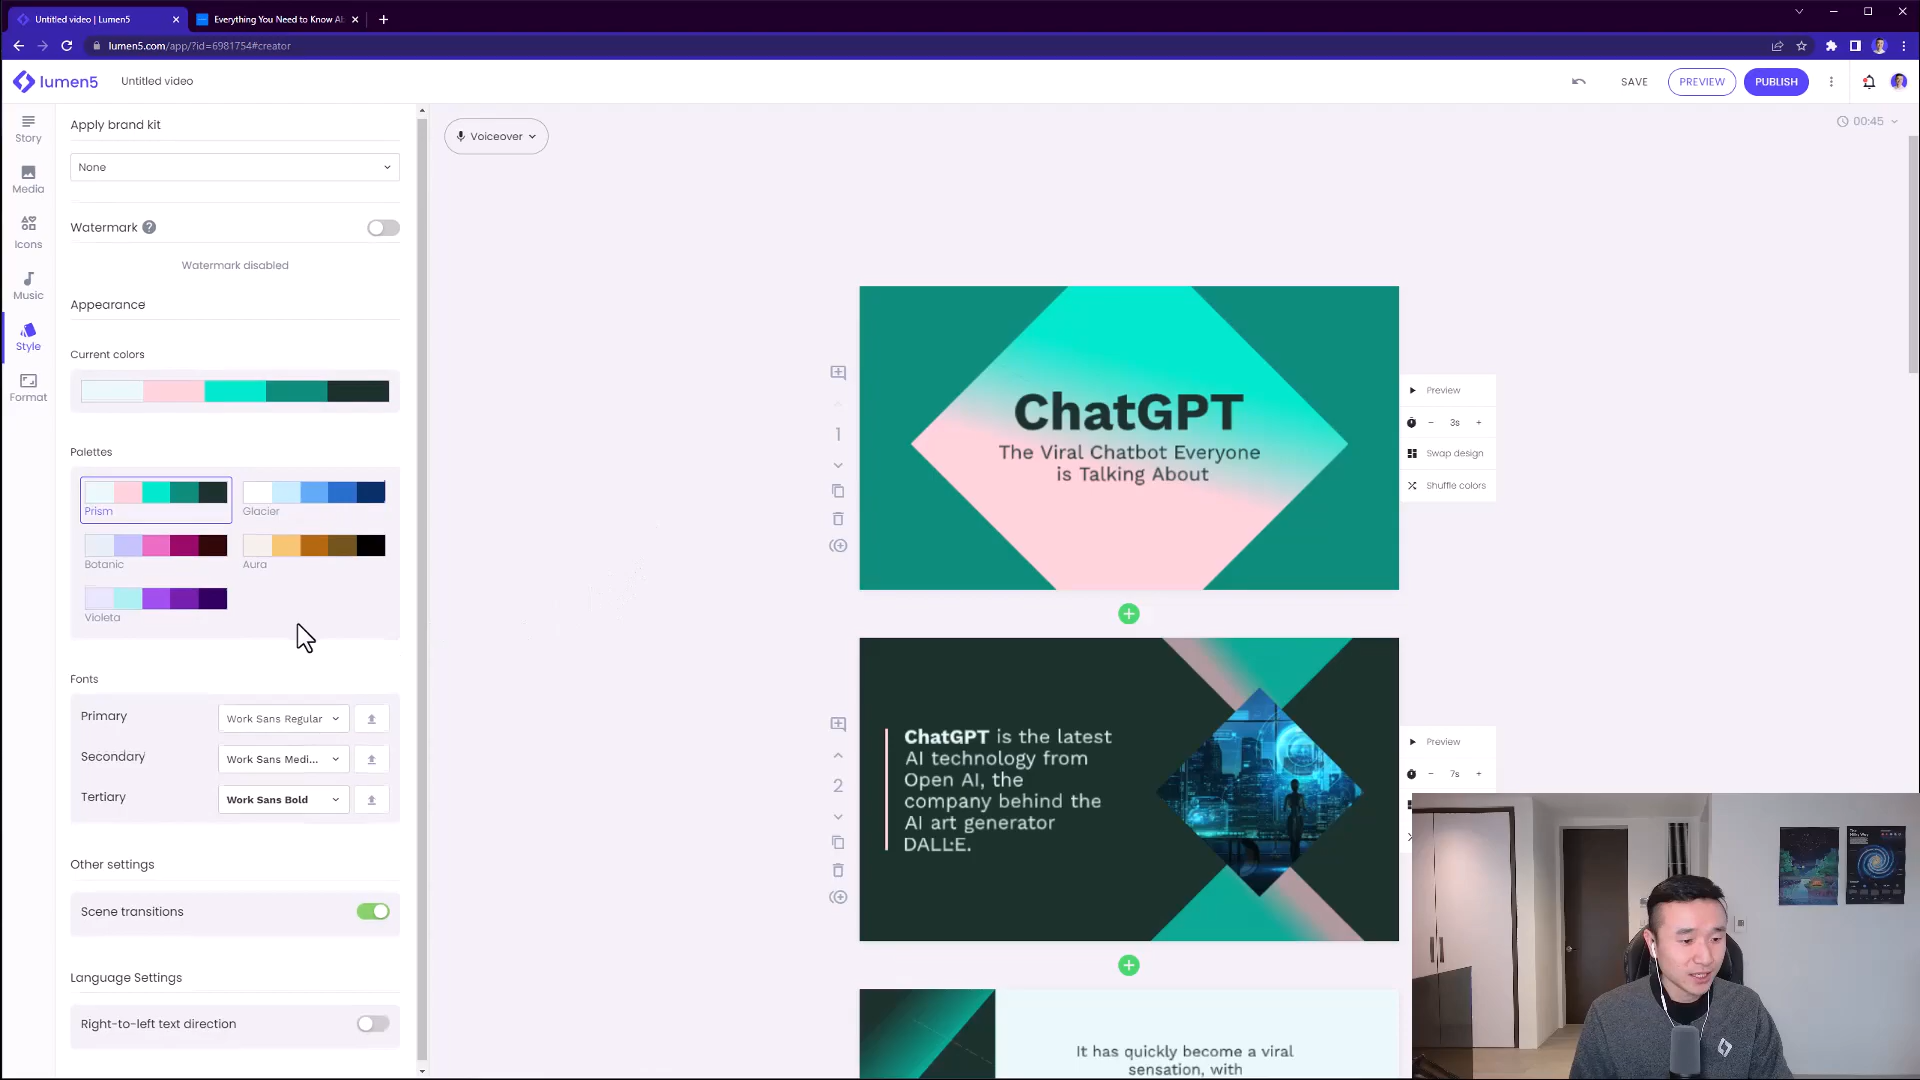 Untitled video | Lumen5
Everything You Need to Know Ab
lumen5.com/app/?id=6981754#creator
lumen5
Untitled video
SAVE
PREVIEW
PUBLISH
Story
Media
Icons
Music
Style
Format
Apply brand kit
None
Watermark ?
Watermark disabled
Appearance
Current colors
Palettes
Prism
Glacier
Botanic
Aura
Violeta
Fonts
Primary
Work Sans Regular
Secondary
Work Sans Medi...
Tertiary
Work Sans Bold
Other settings
Scene transitions
Language Settings
Right-to-left text direction
Voiceover
00:45
1
ChatGPT
The Viral Chatbot Everyone
is Talking About
Preview
- 3s +
Swap design
Shuffle colors
2
ChatGPT is the latest
AI technology from
Open AI, the
company behind the
AI art generator
DALL·E.
Preview
- 7s +
It has quickly become a viral
sensation, with